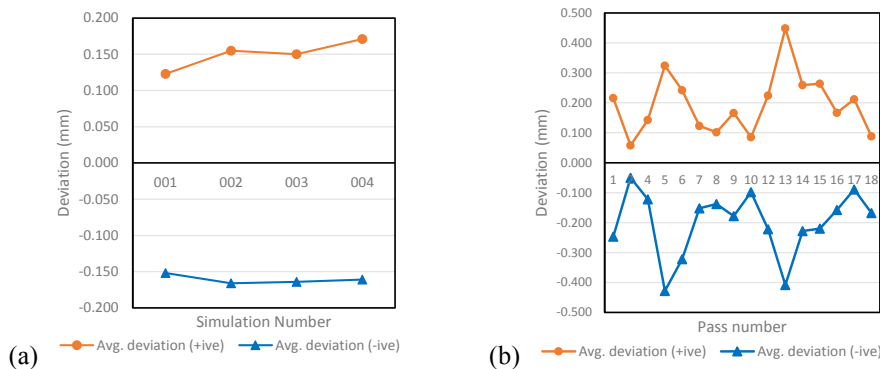 0.200
0.150
0.100
0.050
0.000
-0.050
-0.100
-0.150
-0.200
Deviation (mm)
001 002 003 004
Simulation Number
(a)
Avg. deviation (+ive) Avg. deviation (-ive)
0.500
0.400
0.300
0.200
0.100
0.000
-0.100
-0.200
-0.300
-0.400
-0.500
Deviation (mm)
1 4 5 6 7 8 9 10 12 13 14 15 16 17 18
Pass number
(b)
Avg. deviation (+ive) Avg. deviation (-ive)